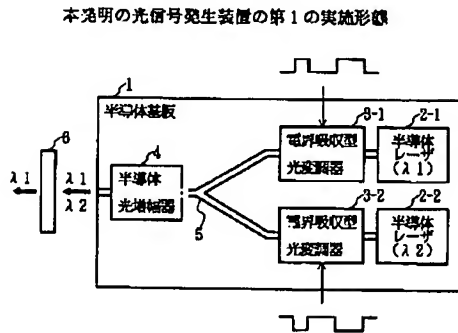 本発明の光信号発生装置の第1の実施形態
1
半導体基板
3-1
2-1
6
4
電界吸収型
光変調器
半導体
レーザ
(λ1)
λ1
λ1
λ2
半導体
光増幅器
5
3-2
2-2
電界吸収型
光変調器
半導体
レーザ
(λ2)